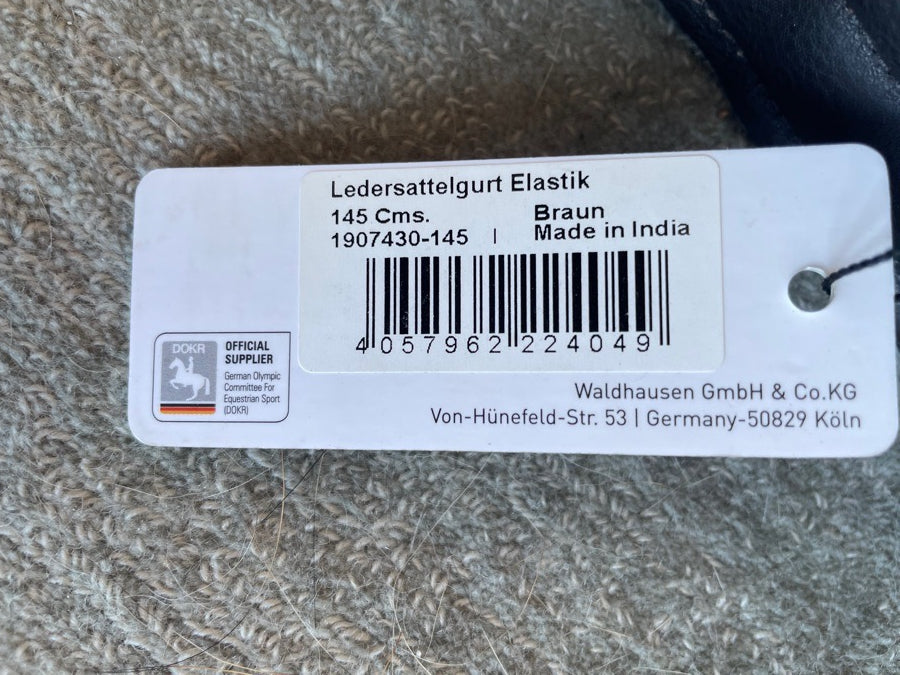 Ledersattelgurt Elastik
145 Cms. Braun
1907430-145 | Made in India
4 057962 224049
DOKR
OFFICIAL
SUPPLIER
German Olympic
Committee For
Equestrian Sport
(DOKR)
Waldhausen GmbH & Co.KG
Von-Hünefeld-Str. 53 | Germany-50829 Köln